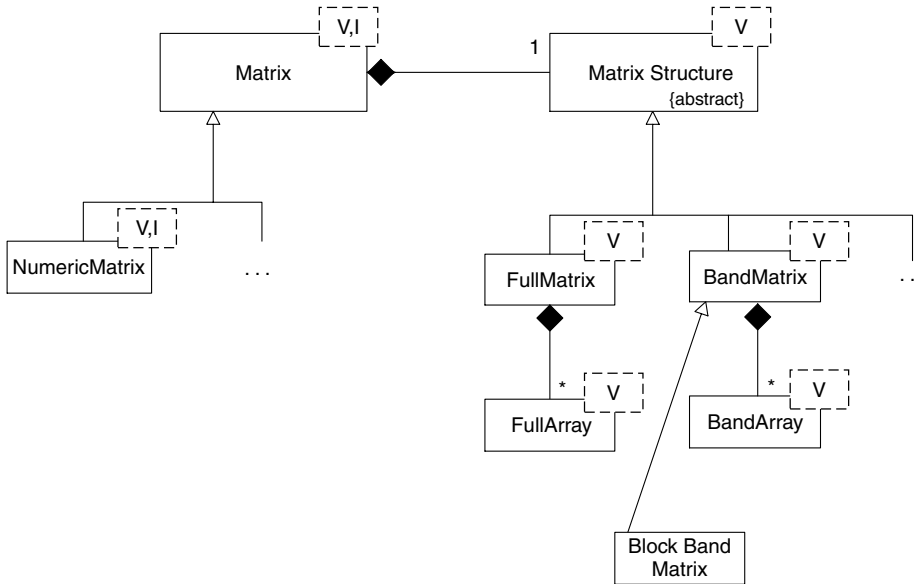 V,I
Matrix
1
V
Matrix Structure
{abstract}
V,I
NumericMatrix
. . .
V
FullMatrix
V
BandMatrix
. .
*
V
FullArray
*
V
BandArray
Block Band
Matrix